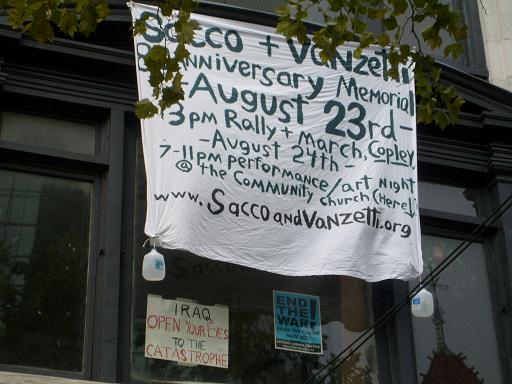 Sacco + Vanzetti
Anniversary Memorial
-August 23rd-
3pm Rally + March, Copley
-August 24th-
7-11pm performance/art Night
@ the Community Church (Here!)
www.SaccoandVanzetti.org
Sacco
IRAQ
OPEN YOUR EYES
TO THE
CATASTROPHE
END
THE
WAR!